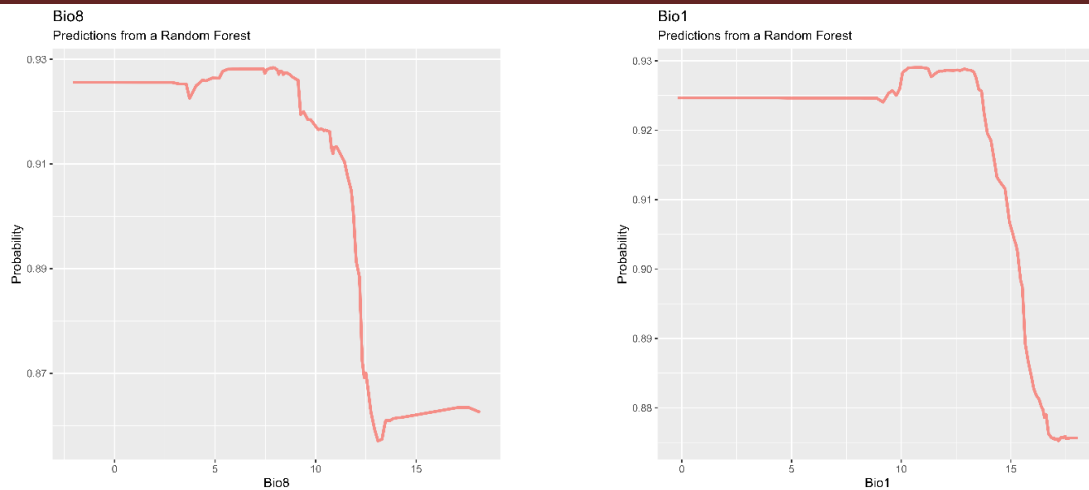 Bio8
Predictions from a Random Forest
0.93
0.91
0.89
0.87
Probability
0
5
10
15
Bio8
Bio1
Predictions from a Random Forest
0.93
0.92
0.91
0.90
0.89
0.88
Probability
0
5
10
15
Bio1